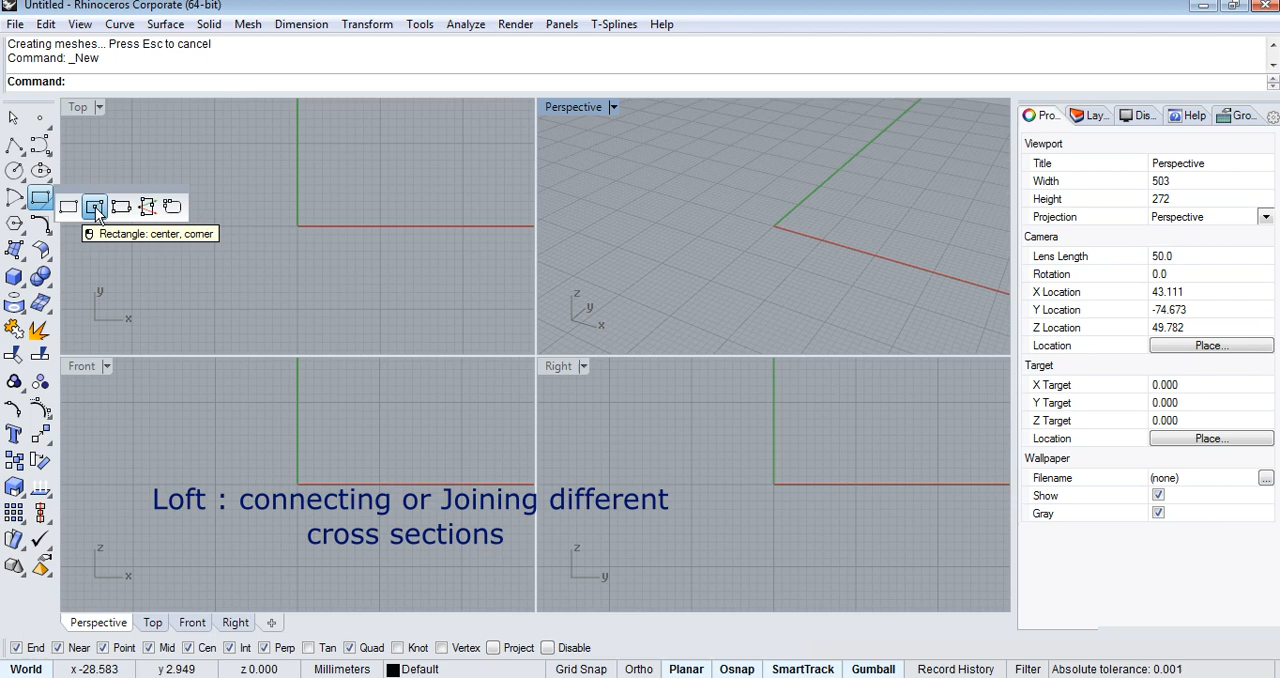 Untitled - Rhinoceros Corporate (64-bit)
File Edit View Curve Surface Solid Mesh Dimension Transform Tools Analyze Render Panels T-Splines Help
Creating meshes... Press Esc to cancel
Command: _New
Command:
Top
Perspective
Rectangle: center, corner
y
x
z
y
x
Front
Right
Loft : connecting or Joining different
cross sections
z
x
z
y
Pro... Lay... Dis... Help Gro...
Viewport
Title Perspective
Width 503
Height 272
Projection Perspective
Camera
Lens Length 50.0
Rotation 0.0
X Location 43.111
Y Location -74.673
Z Location 49.782
Location Place...
Target
X Target 0.000
Y Target 0.000
Z Target 0.000
Location Place...
Wallpaper
Filename (none) ...
Show
Gray
Perspective Top Front Right
End Near Point Mid Cen Int Perp Tan Quad Knot Vertex Project Disable
World x -28.583 y 2.949 z 0.000 Millimeters Default Grid Snap Ortho Planar Osnap SmartTrack Gumball Record History Filter Absolute tolerance: 0.001